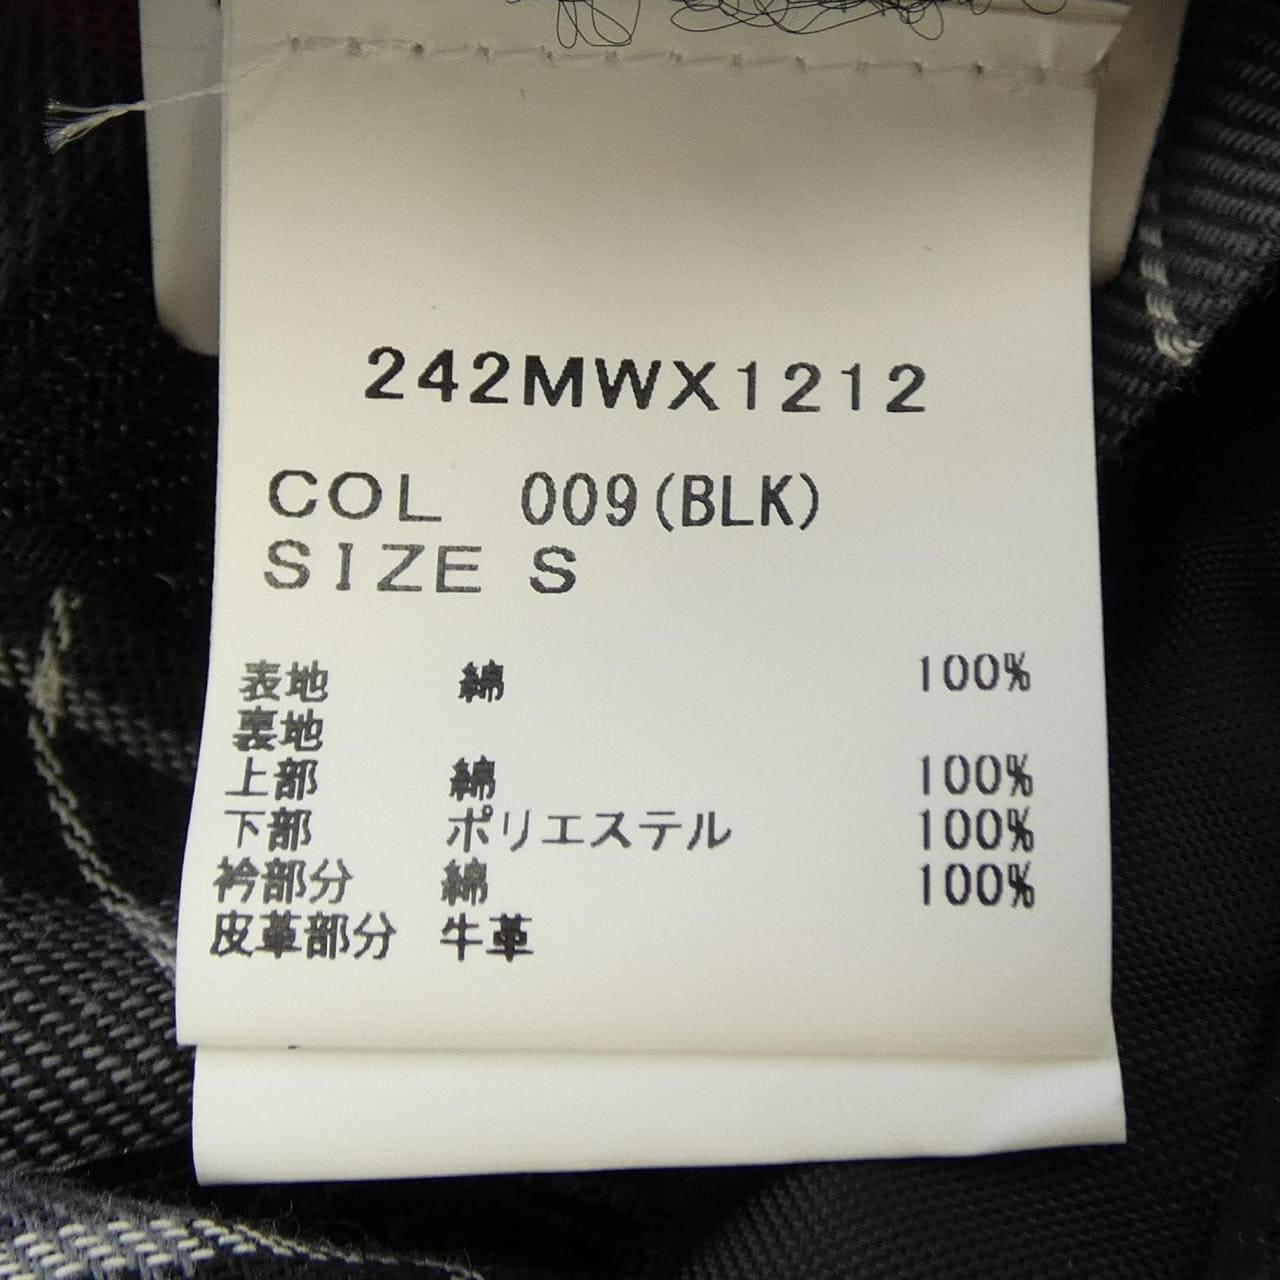 242MWX1212
COL 009(BLK)
SIZE S
表地 綿 100%
裏地
上部 綿 100%
下部 ポリエステル 100%
衿部分 綿 100%
皮革部分 牛革